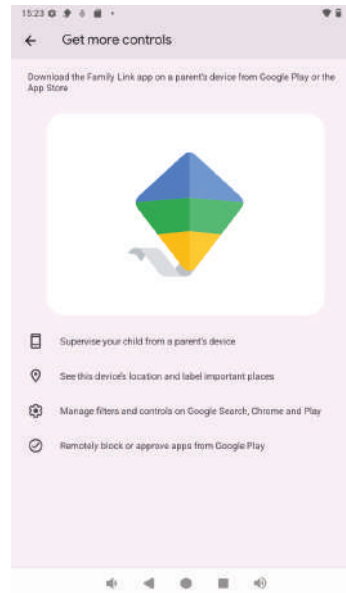 15:23
Get more controls
Download the Family Link app on a parent's device from Google Play or the
App Store
Supervise your child from a parent's device
See this device's location and label important places
Manage filters and controls on Google Search, Chrome and Play
Remotely block or approve apps from Google Play